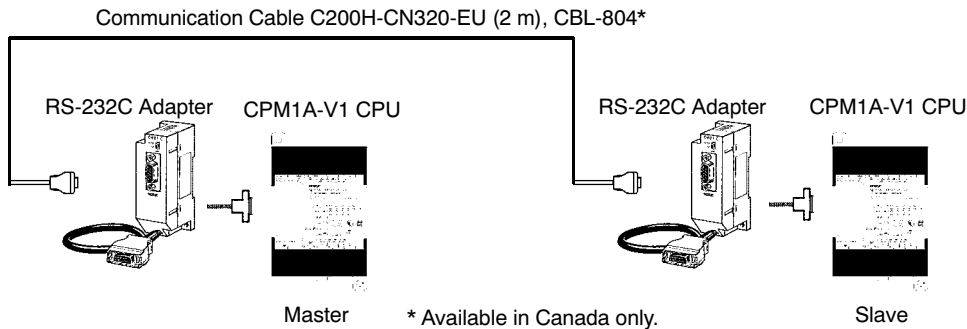 Communication Cable C200H-CN320-EU (2 m), CBL-804*
RS-232C Adapter
CPM1A-V1 CPU
RS-232C Adapter
CPM1A-V1 CPU
Master
* Available in Canada only.
Slave